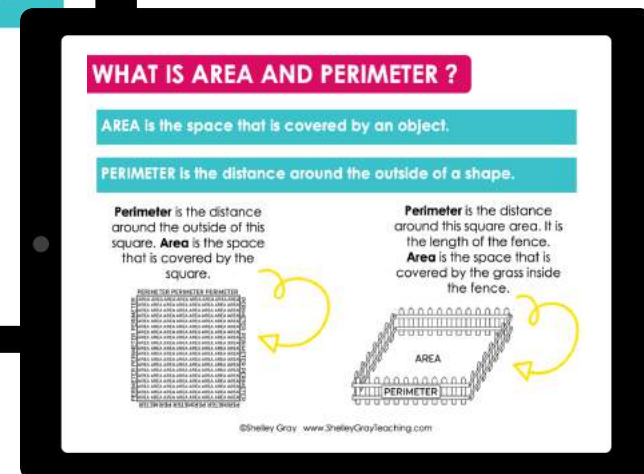 WHAT IS AREA AND PERIMETER ?
AREA is the space that is covered by an object.
PERIMETER is the distance around the outside of a shape.
Perimeter is the distance
around the outside of this
square. Area is the space
that is covered by the
square.
PERIMETER PERIMETER PERIMETER
Perimeter is the distance
around this square area. It is
the length of the fence.
Area is the space that is
covered by the grass inside
the fence.
AREA
PERIMETER
©Shelley Gray www.ShelleyGrayTeaching.com